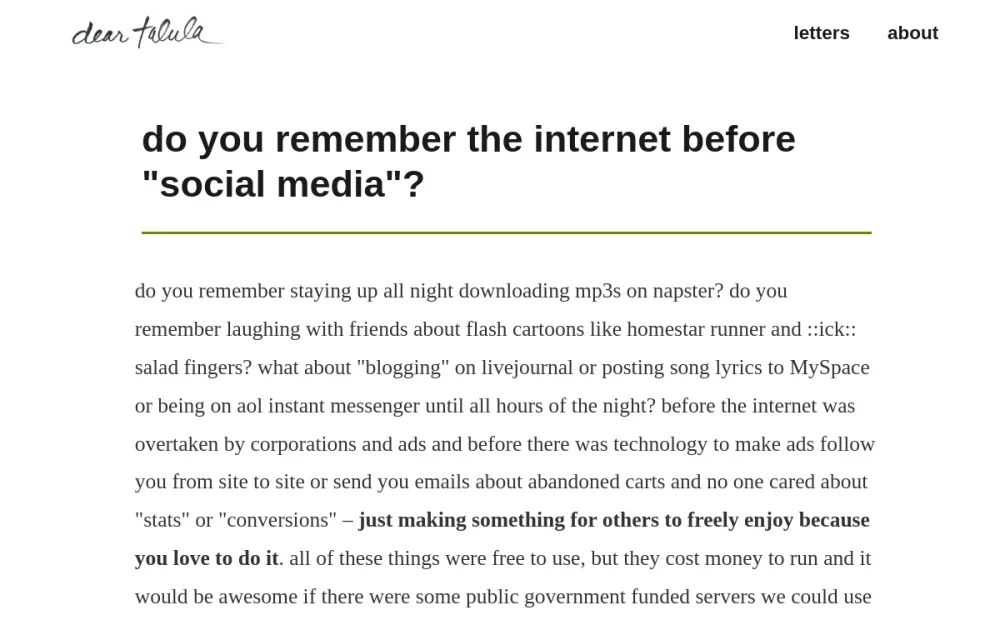 dear talula
letters
about
do you remember the internet before
"social media"?
do you remember staying up all night downloading mp3s on napster? do you
remember laughing with friends about flash cartoons like homestar runner and ::ick::
salad fingers? what about "blogging" on livejournal or posting song lyrics to MySpace
or being on aol instant messenger until all hours of the night? before the internet was
overtaken by corporations and ads and before there was technology to make ads follow
you from site to site or send you emails about abandoned carts and no one cared about
"stats" or "conversions" – just making something for others to freely enjoy because
you love to do it. all of these things were free to use, but they cost money to run and it
would be awesome if there were some public government funded servers we could use